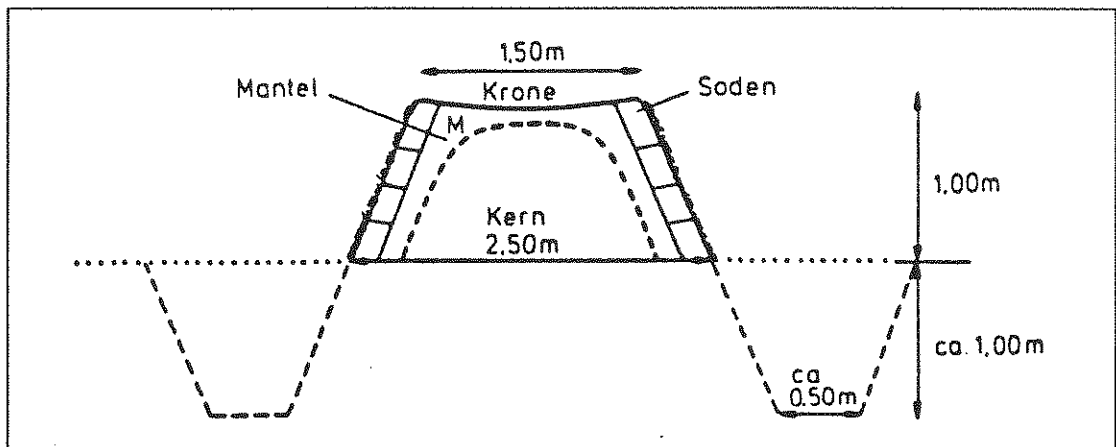 1,50m
Mantel
Krone
Soden
M
1,00m
Kern
2,50m
ca. 1,00m
ca
0.50m